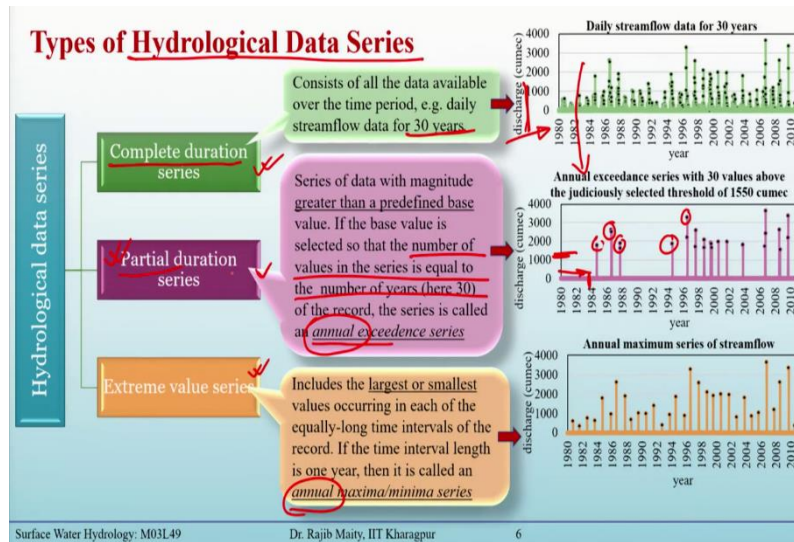 Types of Hydrological Data Series
Hydrological data series
Complete duration
series
Consists of all the data available
over the time period, e.g. daily
streamflow data for 30 years
Partial duration
series
Series of data with magnitude
greater than a predefined base
value. If the base value is
selected so that the number of
values in the series is equal to
the number of years (here 30)
of the record, the series is called
an annual exceedence series
Extreme value series
Includes the largest or smallest
values occurring in each of the
equally-long time intervals of the
record. If the time interval length
is one year, then it is called an
annual maxima/minima series
Daily streamflow data for 30 years
discharge (cumec)
4000
3000
2000
1000
0
1980 1982 1984 1986 1988 1990 1992 1994 1996 1998 2000 2002 2004 2006 2008 2010
year
Annual exceedance series with 30 values above
the judiciously selected threshold of 1550 cumec
discharge (cumec)
4000
3000
2000
1000
0
1980 1982 1984 1986 1988 1990 1992 1994 1996 1998 2000 2002 2004 2006 2008 2010
year
Annual maximum series of streamflow
discharge (cumec)
4000
3000
2000
1000
0
1980 1982 1984 1986 1988 1990 1992 1994 1996 1998 2000 2002 2004 2006 2008 2010
year
Surface Water Hydrology: M03L49
Dr. Rajib Maity, IIT Kharagpur
6